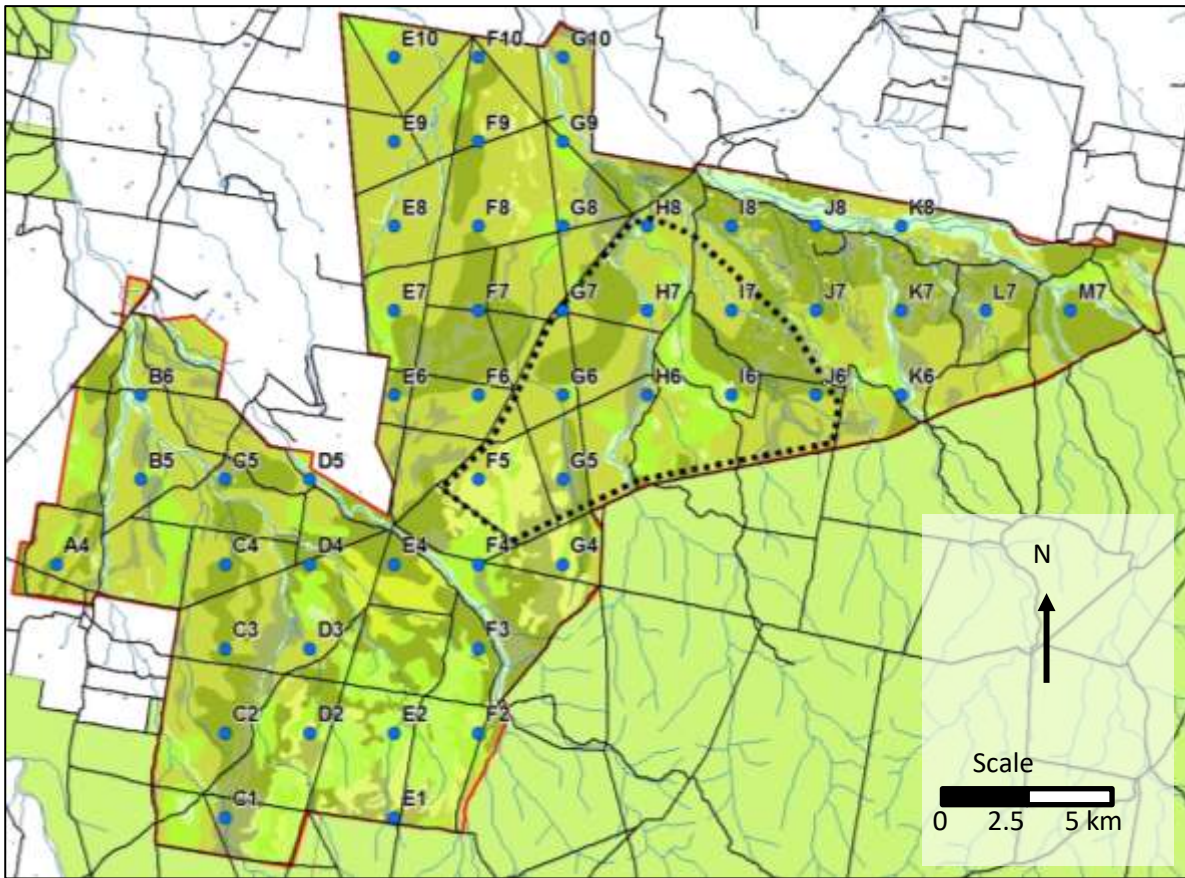 E10 F10 G10
E9 F9 G9
E8 F8 G8 H8 I8 J8 K8
E7 F7 G7 H7 I7 J7 K7 L7 M7
B6 E6 F6 G6 H6 I6 J6 K6
B5 C5 D5 F5 G5
A4 C4 D4 E4 F4 G4
C3 D3 F3
C2 D2 E2 F2
C1 E1
N
Scale
0 2.5 5 km